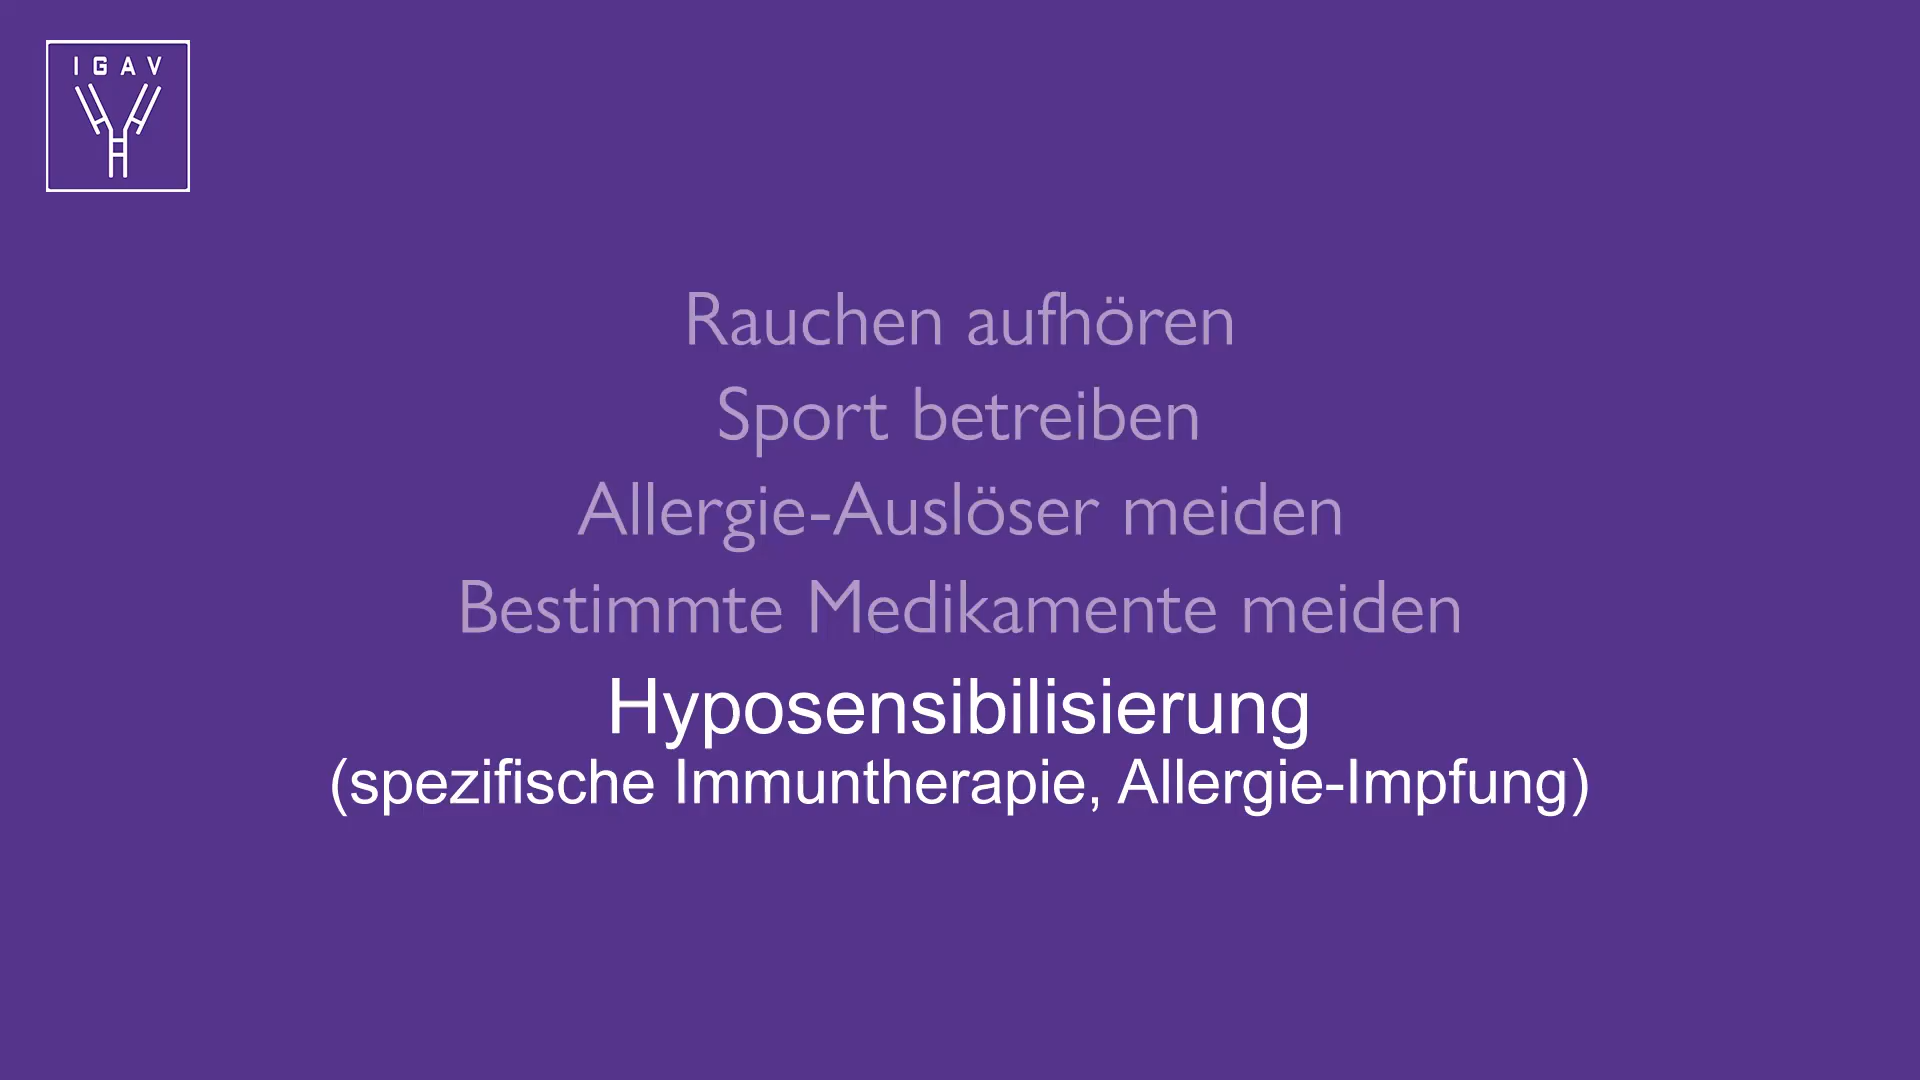 IGAV
Rauchen aufhören
Sport betreiben
Allergie-Auslöser meiden
Bestimmte Medikamente meiden
Hyposensibilisierung
(spezifische Immuntherapie, Allergie-Impfung)